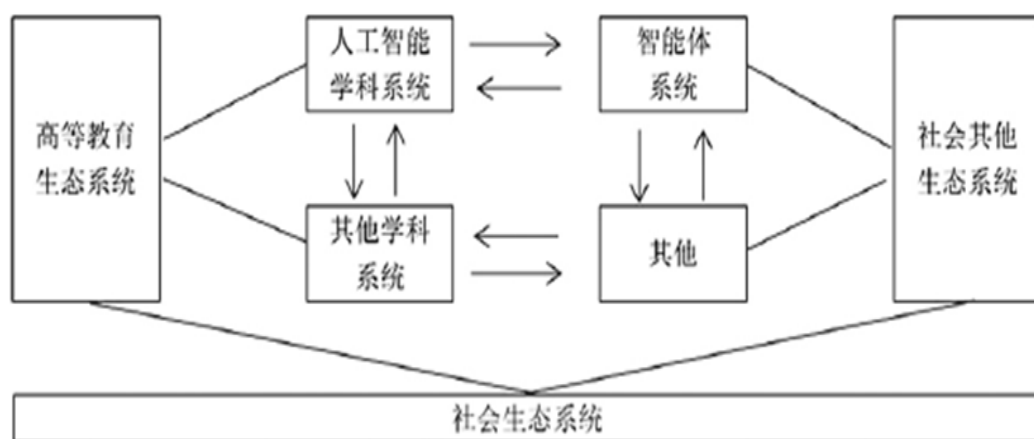 人工智能
学科系统
智能体
系统
高等教育
生态系统
社会其他
生态系统
其他学科
系统
其他
社会生态系统